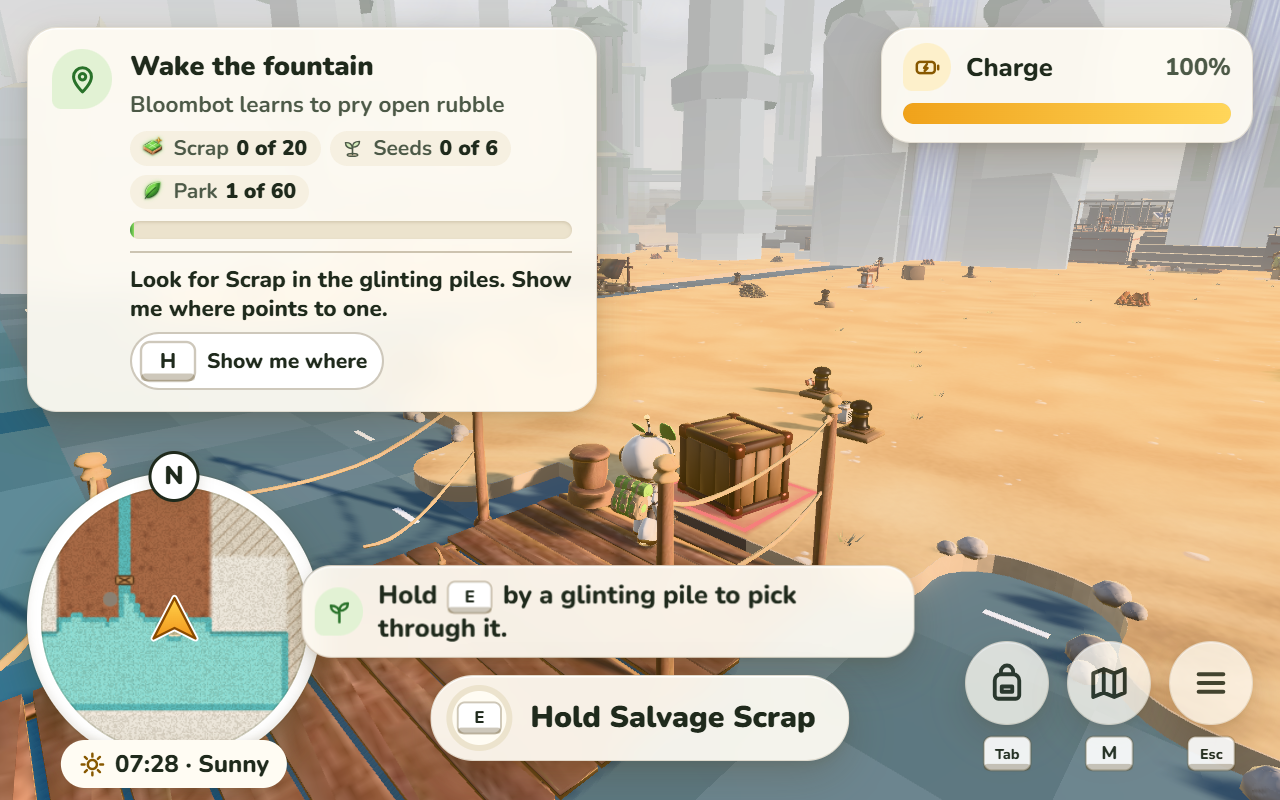 Wake the fountain
Bloombot learns to pry open rubble
Scrap 0 of 20
Seeds 0 of 6
Park 1 of 60
Look for Scrap in the glinting piles. Show
me where points to one.
H Show me where
Charge 100%
N
Hold E by a glinting pile to pick
through it.
E Hold Salvage Scrap
07:28 · Sunny
Tab
M
Esc